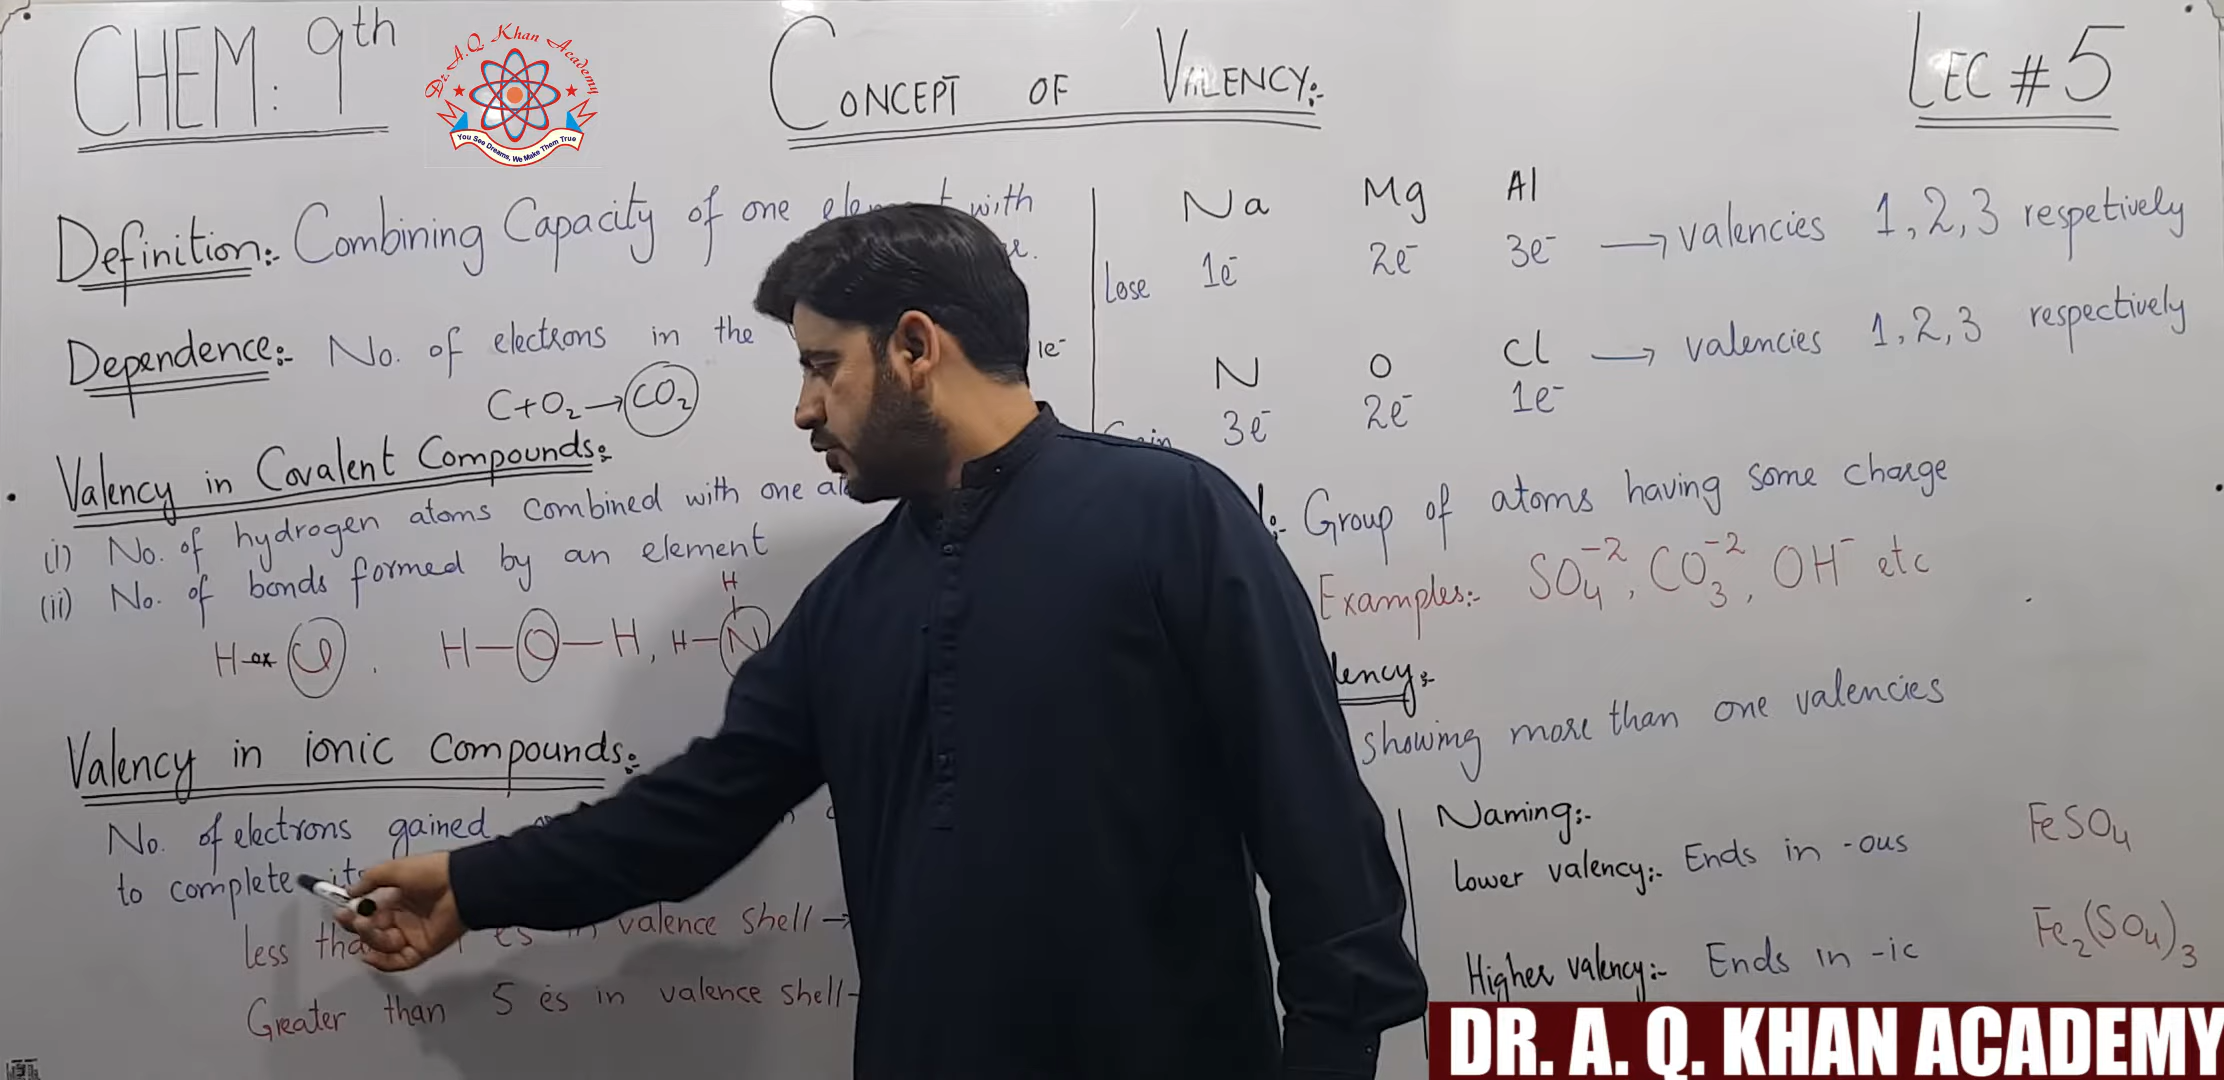 CHEM: 9th
Dr. A.Q Khan Academy
You See Dreams, We Make Them True
CONCEPT OF VALENCY:-
LEC # 5
Definition:- Combining Capacity of one with
Dependence:- No. of electrons in the
1e⁻
C+O₂→CO₂
Valency in Covalent Compounds:-
(i) No. of hydrogen atoms combined with one
(ii) No. of bonds formed by an element
H Cl . H—O—H, H—N
H
Valency in ionic compounds:-
No. of electrons gained
to complete its
less es in valence shell →
Greater than 5 es in valence shell-
Na Mg Al
Lose 1e⁻ 2e⁻ 3e⁻ → valencies 1,2,3 respetively
N O Cl → valencies 1,2,3 respectively
3e⁻ 2e⁻ 1e⁻
Group of atoms having some charge
Examples:- SO₄⁻², CO₃⁻², OH⁻ etc
showing more than one valencies
Naming:-
Lower valency:- Ends in -ous FeSO₄
Higher valency:- Ends in -ic Fe₂(SO₄)₃
DR. A. Q. KHAN ACADEMY